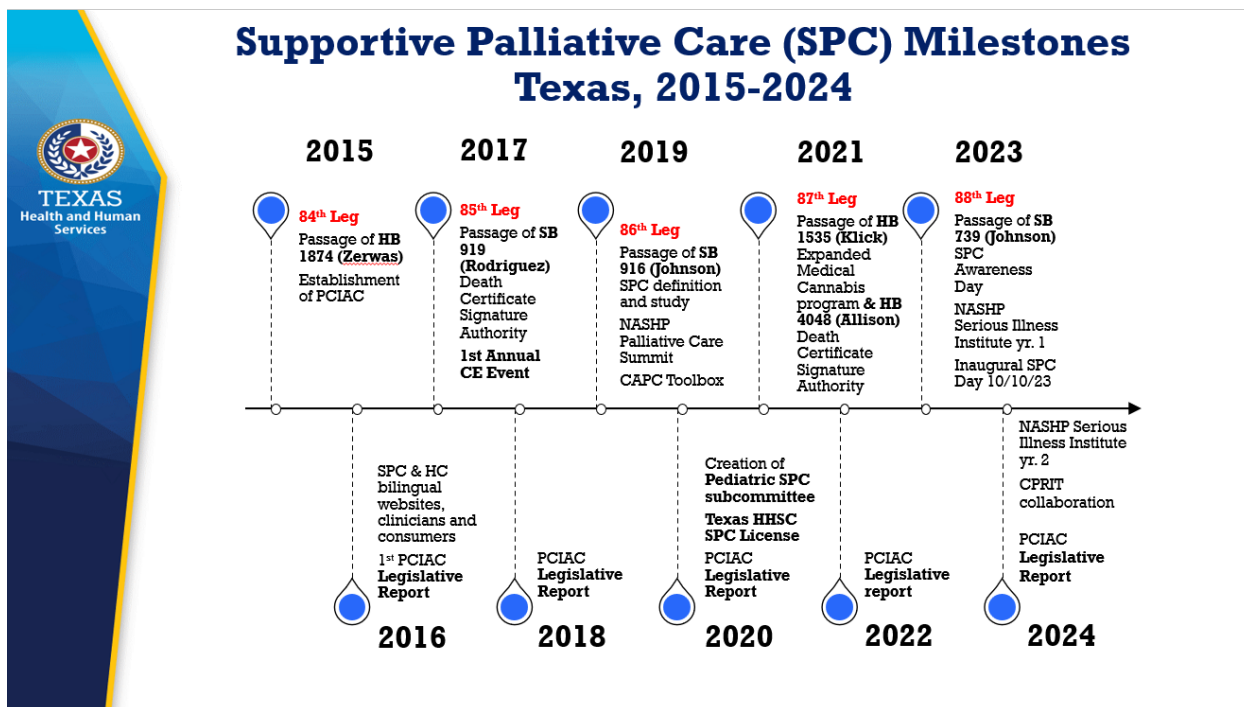 Supportive Palliative Care (SPC) Milestones
Texas, 2015-2024
TEXAS
Health and Human
Services
2015
84th Leg
Passage of HB
1874 (Zerwas)
Establishment
of PCIAC
2017
85th Leg
Passage of SB
919
(Rodriguez)
Death
Certificate
Signature
Authority
1st Annual
CE Event
2019
86th Leg
Passage of SB
916 (Johnson)
SPC definition
and study
NASHP
Palliative Care
Summit
CAPC Toolbox
2021
87th Leg
Passage of HB
1535 (Klick)
Expanded
Medical
Cannabis
program & HB
4048 (Allison)
Death
Certificate
Signature
Authority
2023
88th Leg
Passage of SB
739 (Johnson)
SPC
Awareness
Day
NASHP
Serious Illness
Institute yr. 1
Inaugural SPC
Day 10/10/23
SPC & HC
bilingual
websites,
clinicians and
consumers
1st PCIAC
Legislative
Report
2016
PCIAC
Legislative
Report
2018
Creation of
Pediatric SPC
subcommittee
Texas HHSC
SPC License
PCIAC
Legislative
Report
2020
PCIAC
Legislative
report
2022
NASHP Serious
Illness Institute
yr. 2
CPRIT
collaboration
PCIAC
Legislative
Report
2024